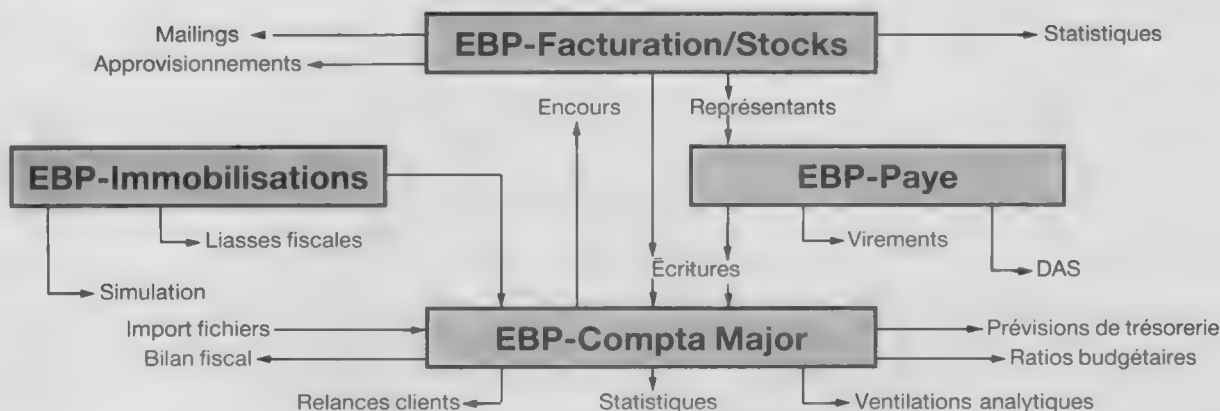 Mailings
EBP-Facturation/Stocks
Statistiques
Approvisionnements
Encours
Représentants
EBP-Immobilisations
EBP-Paye
Liasses fiscales
Virements
Simulation
Écritures
DAS
Import fichiers
EBP-Compta Major
Prévisions de trésorerie
Bilan fiscal
Ratios budgétaires
Relances clients
Statistiques
Ventilations analytiques